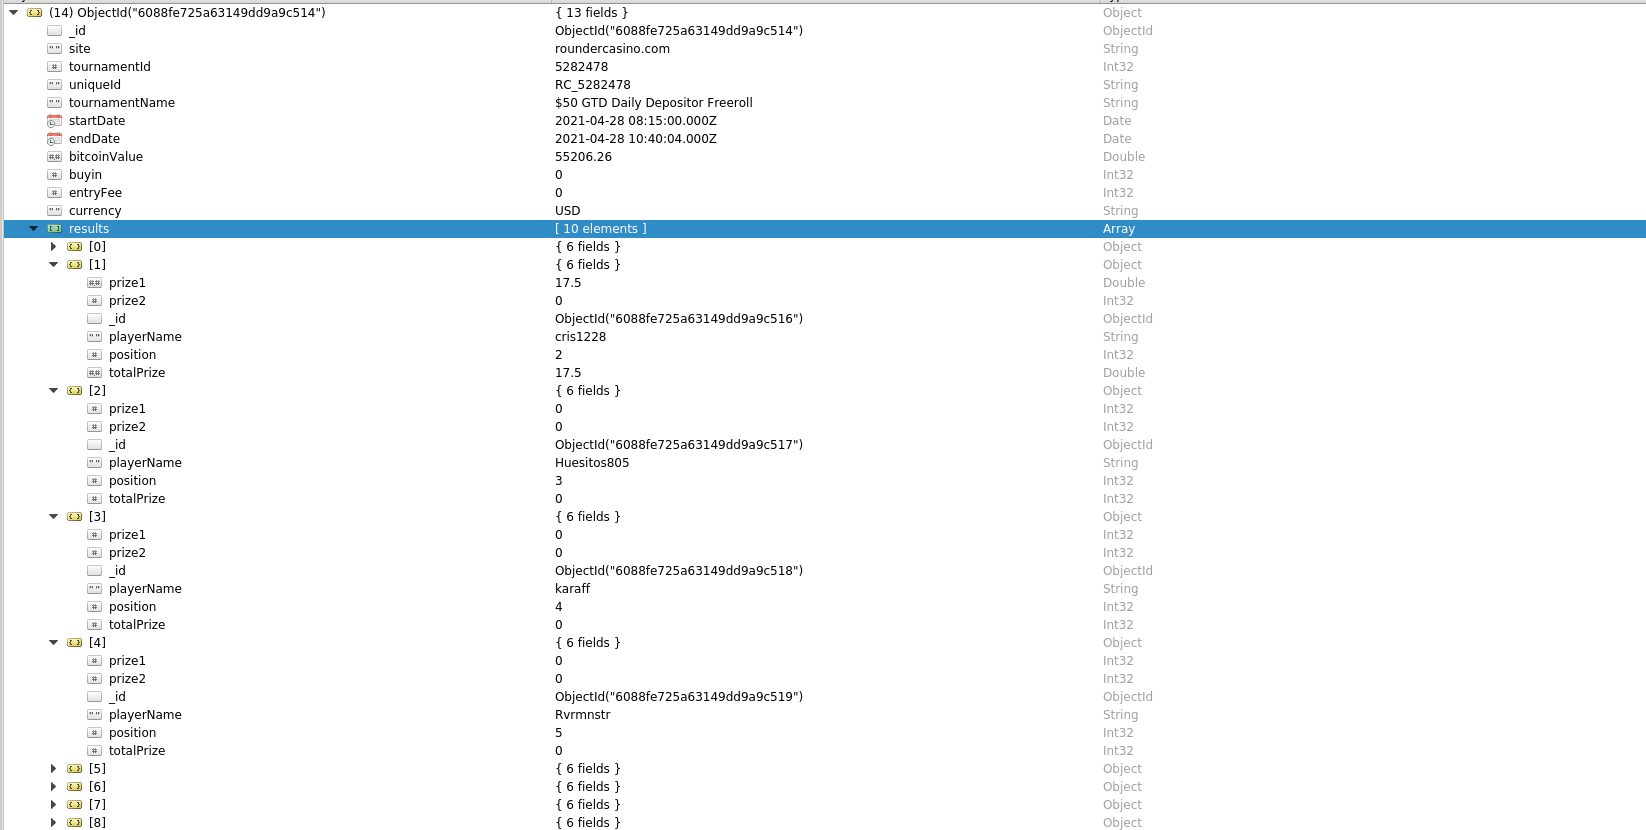 (14) ObjectId("6088fe725a63149dd9a9c514") { 13 fields } Object
_id ObjectId("6088fe725a63149dd9a9c514") ObjectId
site roundercasino.com String
tournamentId 5282478 Int32
uniqueId RC_5282478 String
tournamentName $50 GTD Daily Depositor Freeroll String
startDate 2021-04-28 08:15:00.000Z Date
endDate 2021-04-28 10:40:04.000Z Date
bitcoinValue 55206.26 Double
buyin 0 Int32
entryFee 0 Int32
currency USD String
results [ 10 elements ] Array
[0] { 6 fields } Object
[1] { 6 fields } Object
prize1 17.5 Double
prize2 0 Int32
_id ObjectId("6088fe725a63149dd9a9c516") ObjectId
playerName cris1228 String
position 2 Int32
totalPrize 17.5 Double
[2] { 6 fields } Object
prize1 0 Int32
prize2 0 Int32
_id ObjectId("6088fe725a63149dd9a9c517") ObjectId
playerName Huesitos805 String
position 3 Int32
totalPrize 0 Int32
[3] { 6 fields } Object
prize1 0 Int32
prize2 0 Int32
_id ObjectId("6088fe725a63149dd9a9c518") ObjectId
playerName karaff String
position 4 Int32
totalPrize 0 Int32
[4] { 6 fields } Object
prize1 0 Int32
prize2 0 Int32
_id ObjectId("6088fe725a63149dd9a9c519") ObjectId
playerName Rvrmnstr String
position 5 Int32
totalPrize 0 Int32
[5] { 6 fields } Object
[6] { 6 fields } Object
[7] { 6 fields } Object
[8] { 6 fields } Object